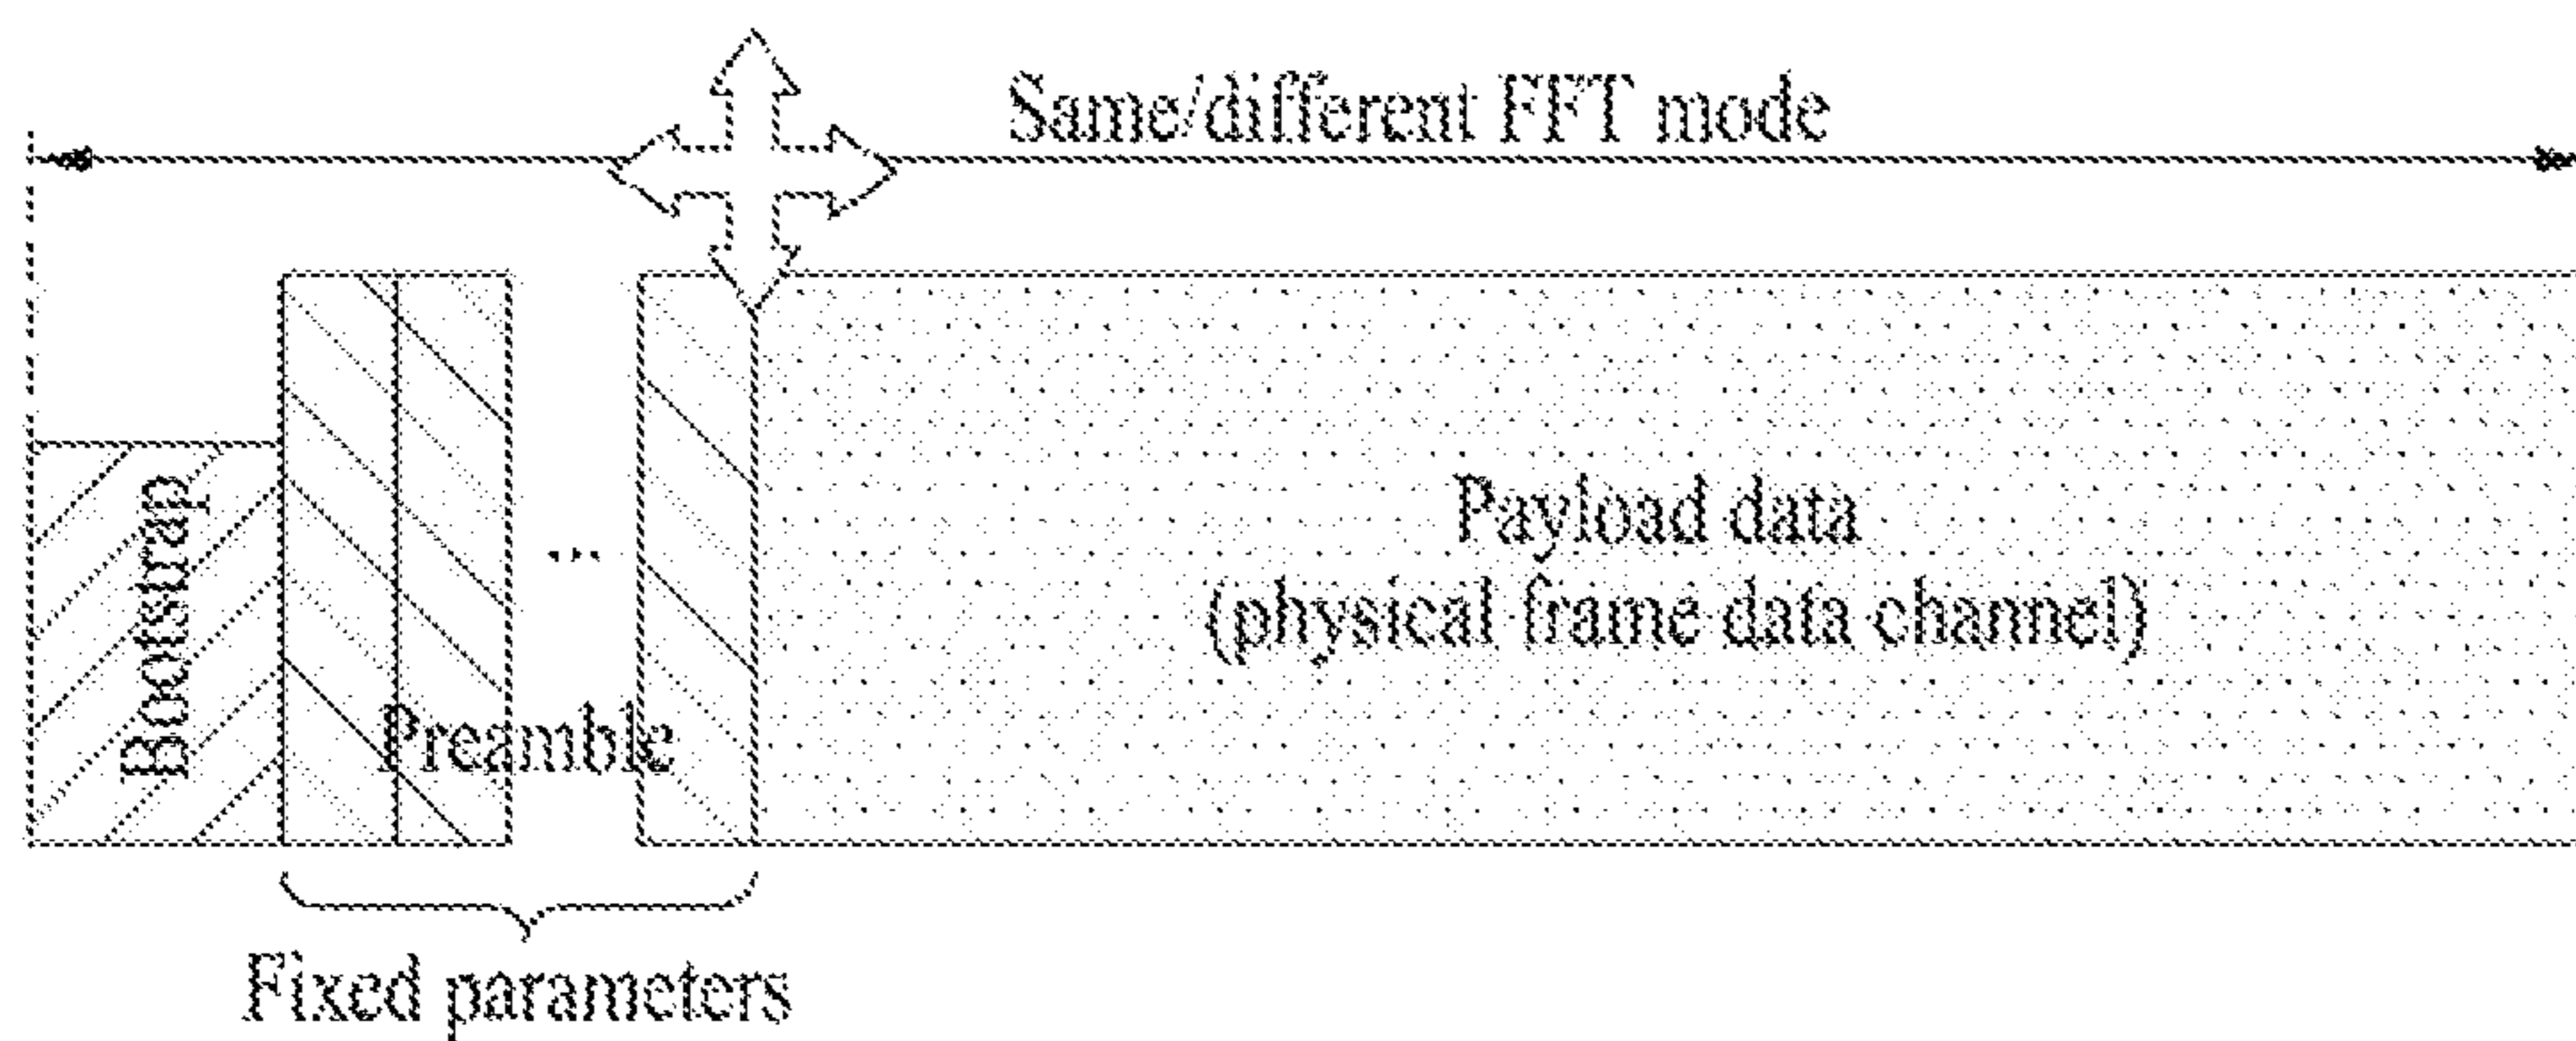 Same/different FFT mode
Bootstrap
...
Preamble
Payload data
(physical frame data channel)
Fixed parameters